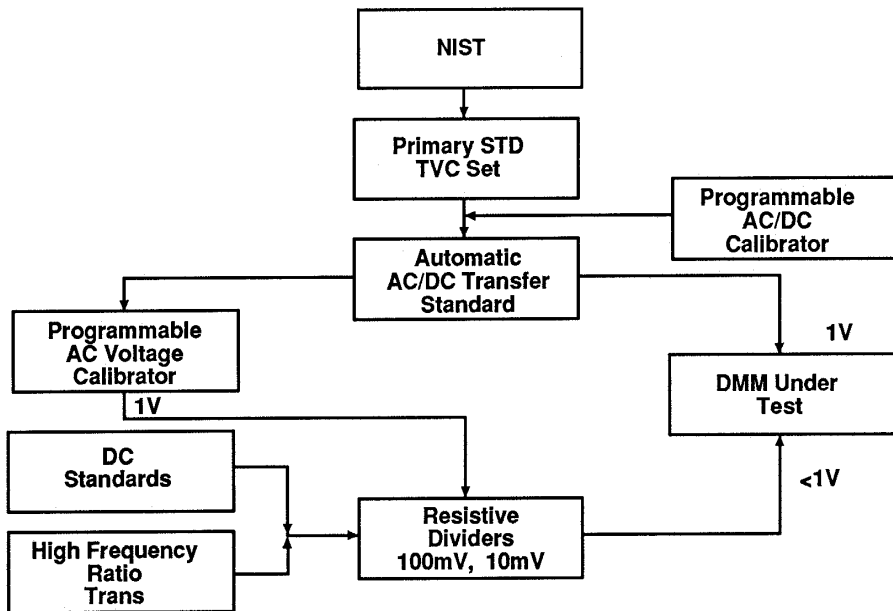 NIST
Primary STD
TVC Set
Programmable
AC/DC
Calibrator
Automatic
AC/DC Transfer
Standard
Programmable
AC Voltage
Calibrator
1V
DMM Under
Test
1V
DC
Standards
<1V
Resistive
Dividers
100mV, 10mV
High Frequency
Ratio
Trans